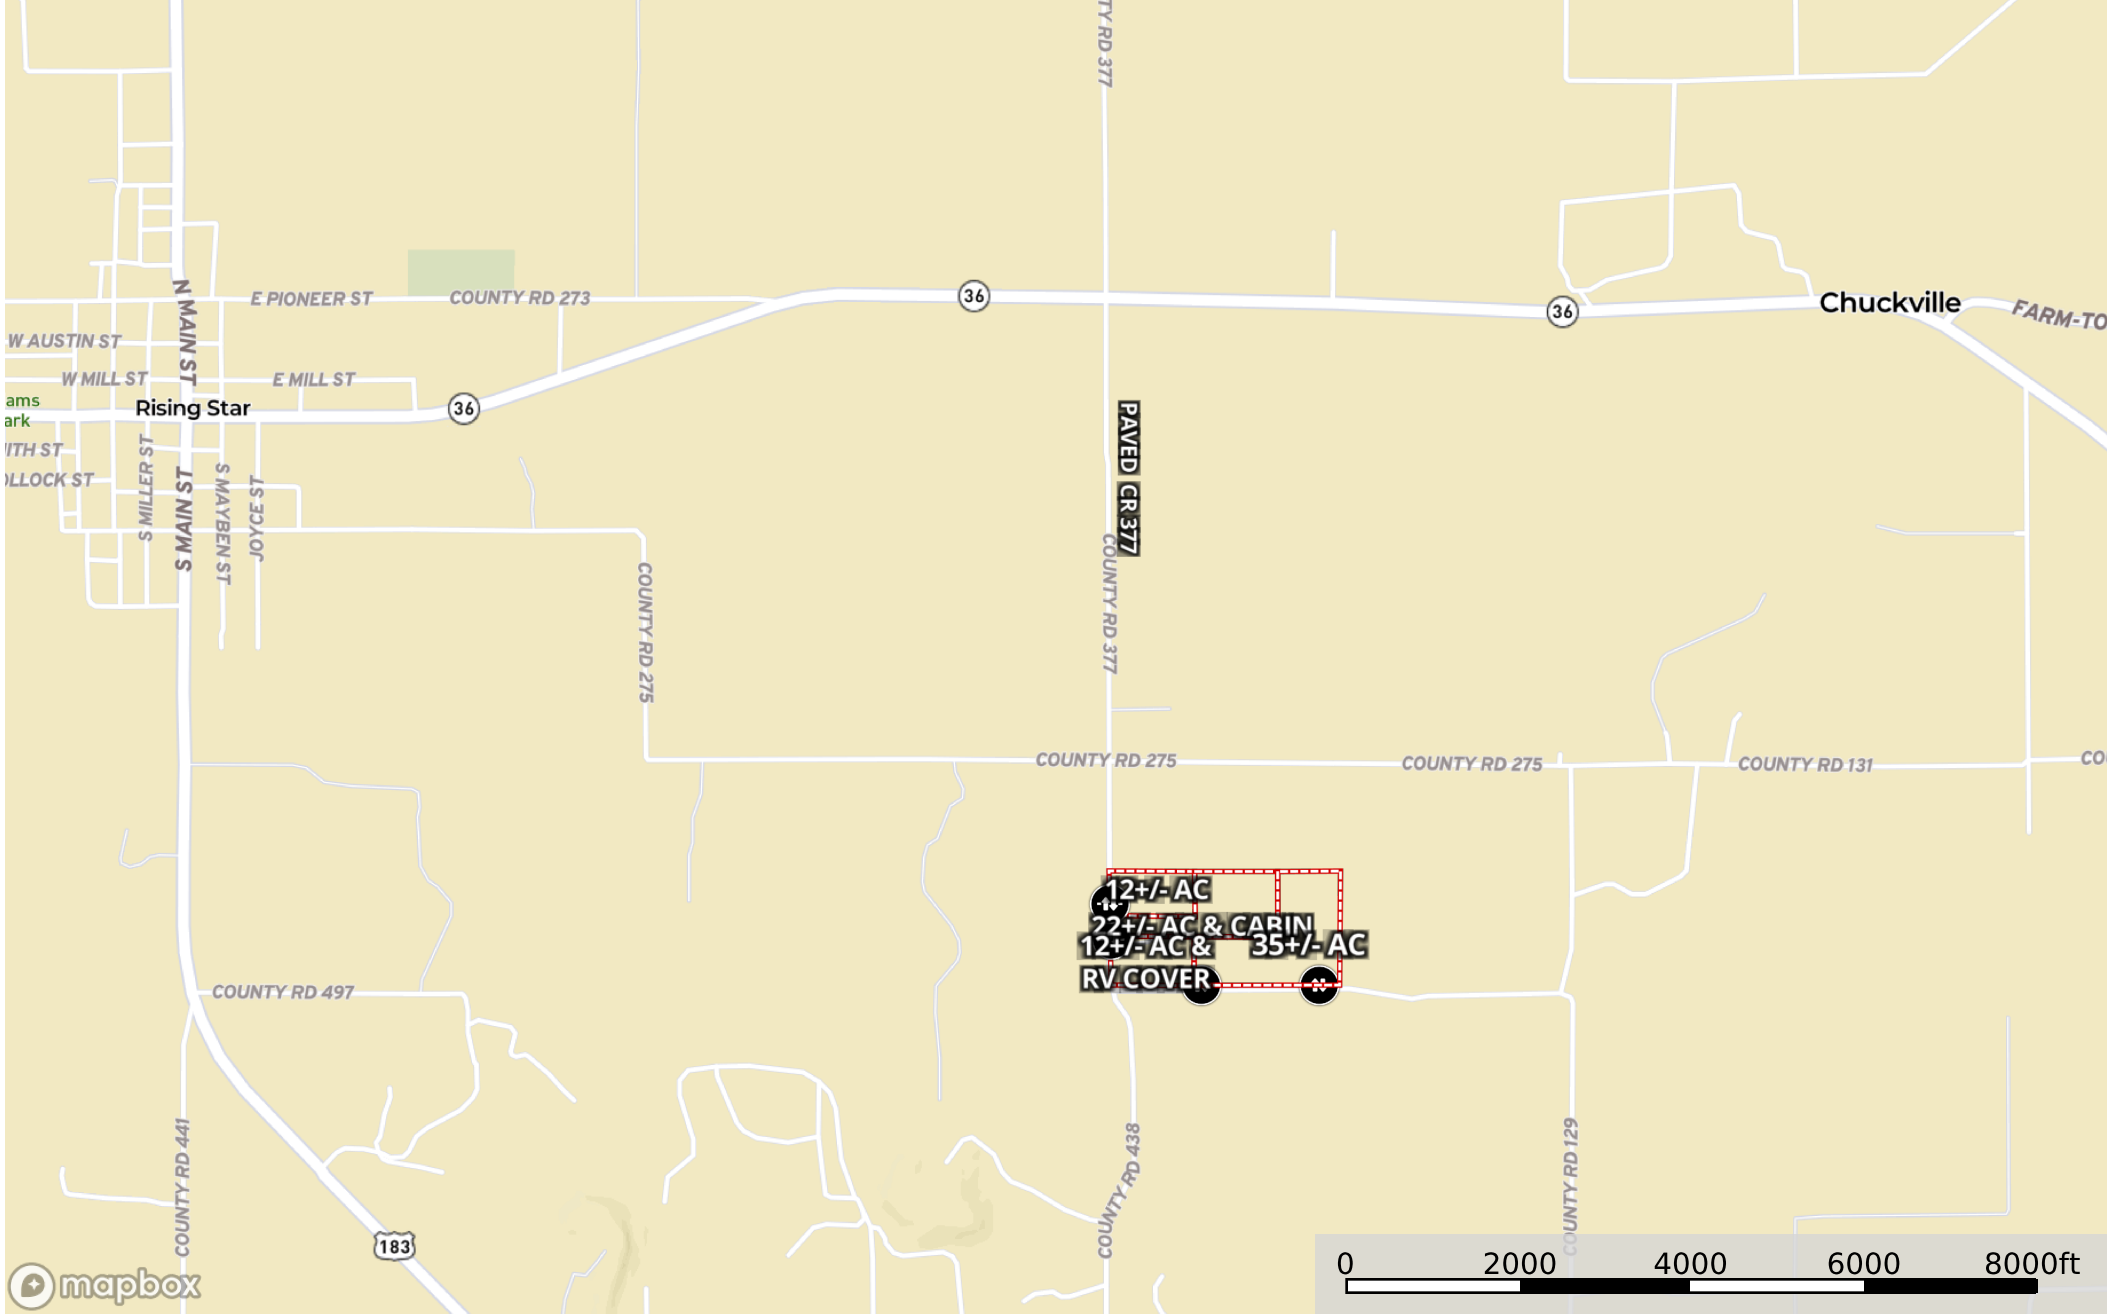 TY RD 377
N MAIN ST
E PIONEER ST
COUNTY RD 273
36
36
Chuckville
FARM-TO
W AUSTIN ST
W MILL ST
E MILL ST
ams
ark
Rising Star
36
PAVED CR 377
ITH ST
OLLOCK ST
S MILLER ST
S MAIN ST
S MAYBEN ST
JOYCE ST
COUNTY RD 275
COUNTY RD 377
COUNTY RD 275
COUNTY RD 275
COUNTY RD 131
CO
12+/- AC
22+/- AC & CABIN
12+/- AC &
RV COVER
35+/- AC
COUNTY RD 497
COUNTY RD 441
COUNTY RD 438
COUNTY RD 129
183
mapbox
0 2000 4000 6000 8000ft